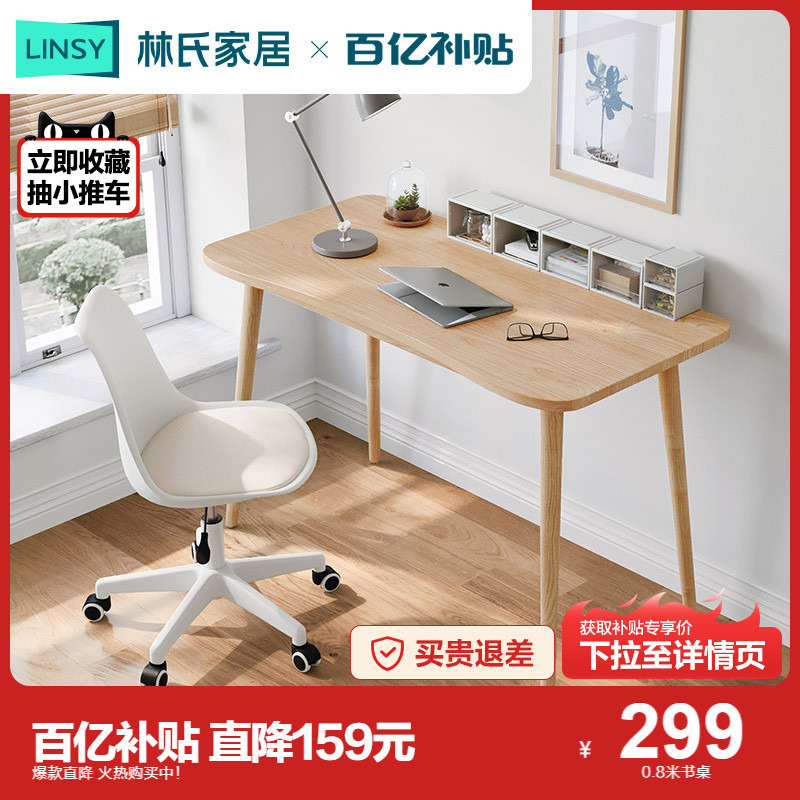 LINSY 林氏家居 × 百亿补贴
立即收藏
抽小推车
买贵退差
获取补贴专享价
下拉至详情页
百亿补贴 直降159元
爆款直降 火热购买中!
¥ 299
0.8米书桌